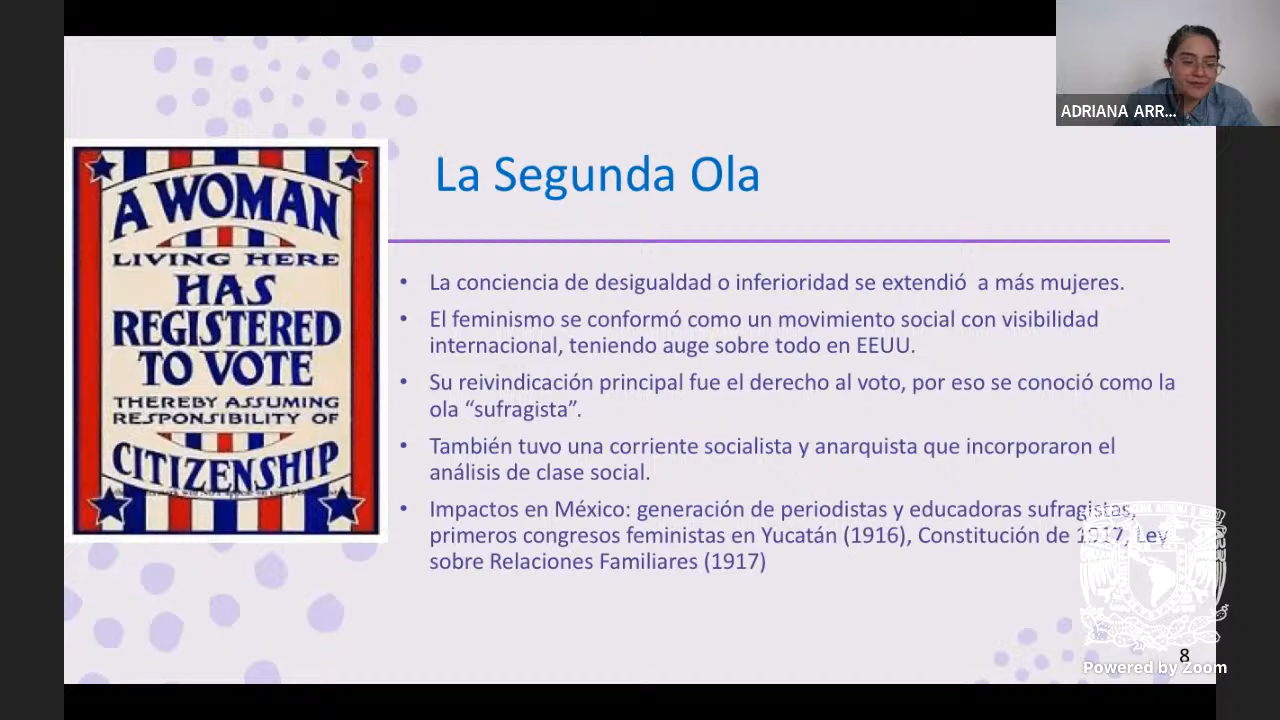 ADRIANA ARR...
La Segunda Ola
A WOMAN
LIVING HERE
HAS
REGISTERED
TO VOTE
THEREBY ASSUMING
RESPONSIBILITY OF
CITIZENSHIP
• La conciencia de desigualdad o inferioridad se extendió  a más mujeres.
• El feminismo se conformó como un movimiento social con visibilidad
internacional, teniendo auge sobre todo en EEUU.
• Su reivindicación principal fue el derecho al voto, por eso se conoció como la
ola “sufragista”.
• También tuvo una corriente socialista y anarquista que incorporaron el
análisis de clase social.
• Impactos en México: generación de periodistas y educadoras sufragistas,
primeros congresos feministas en Yucatán (1916), Constitución de 1917, Ley
sobre Relaciones Familiares (1917)
8
Powered by Zoom